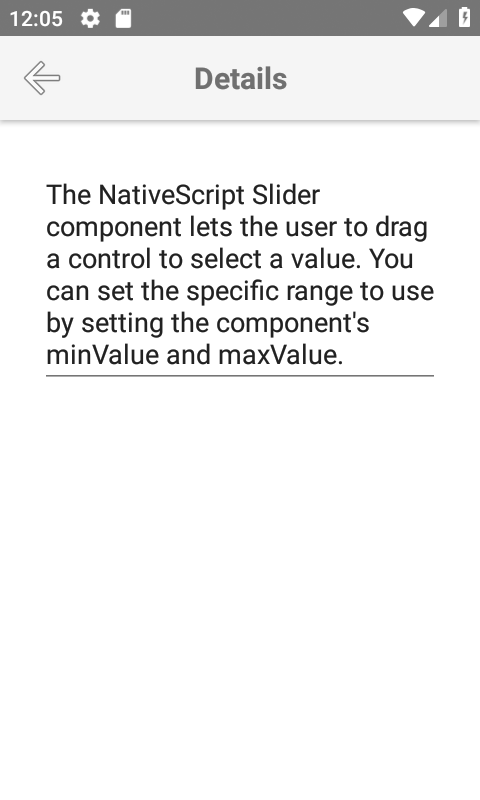 12:05
Details
The NativeScript Slider
component lets the user to drag
a control to select a value. You
can set the specific range to use
by setting the component's
minValue and maxValue.